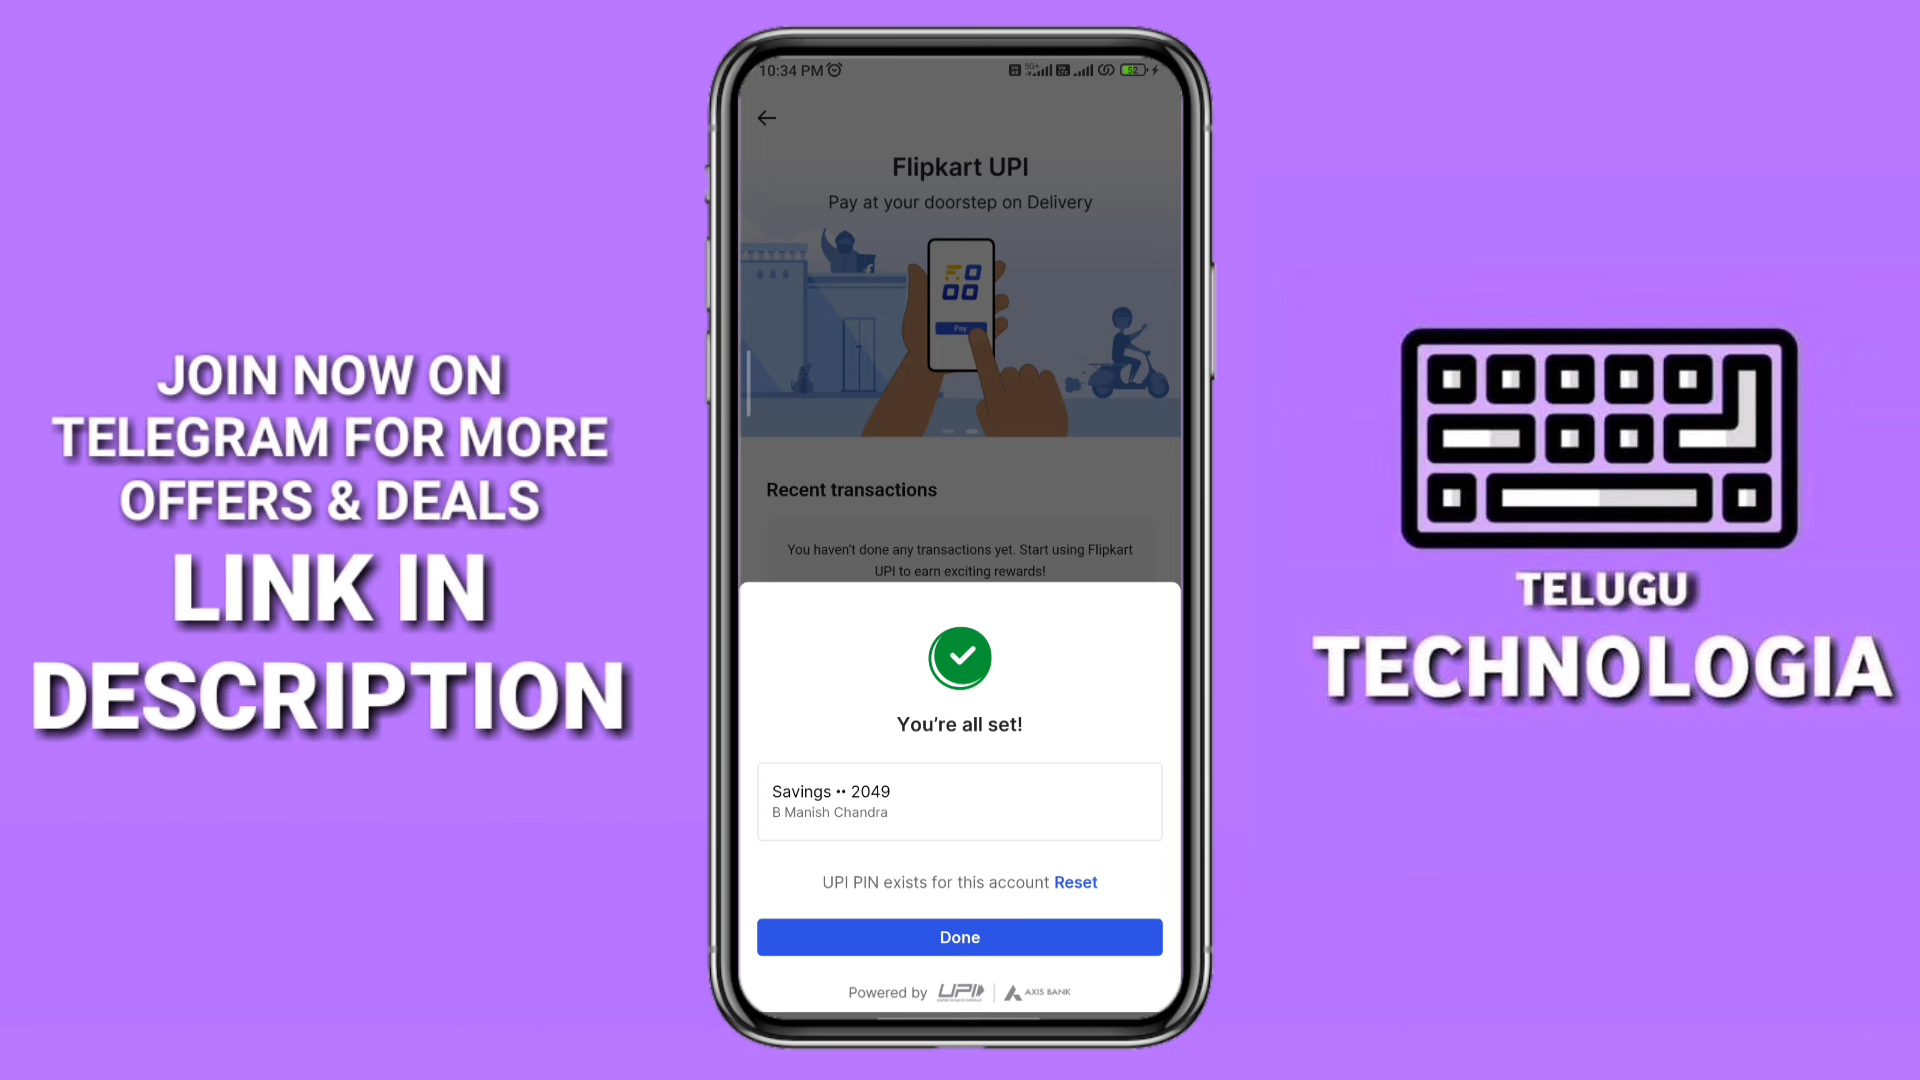 JOIN NOW ON
TELEGRAM FOR MORE
OFFERS & DEALS
LINK IN
DESCRIPTION
10:34 PM
5G+
52
Flipkart UPI
Pay at your doorstep on Delivery
Pay
Recent transactions
You haven't done any transactions yet. Start using Flipkart
UPI to earn exciting rewards!
You're all set!
Savings •• 2049
B Manish Chandra
UPI PIN exists for this account Reset
Done
Powered by UPI AXIS BANK
TELUGU
TECHNOLOGIA